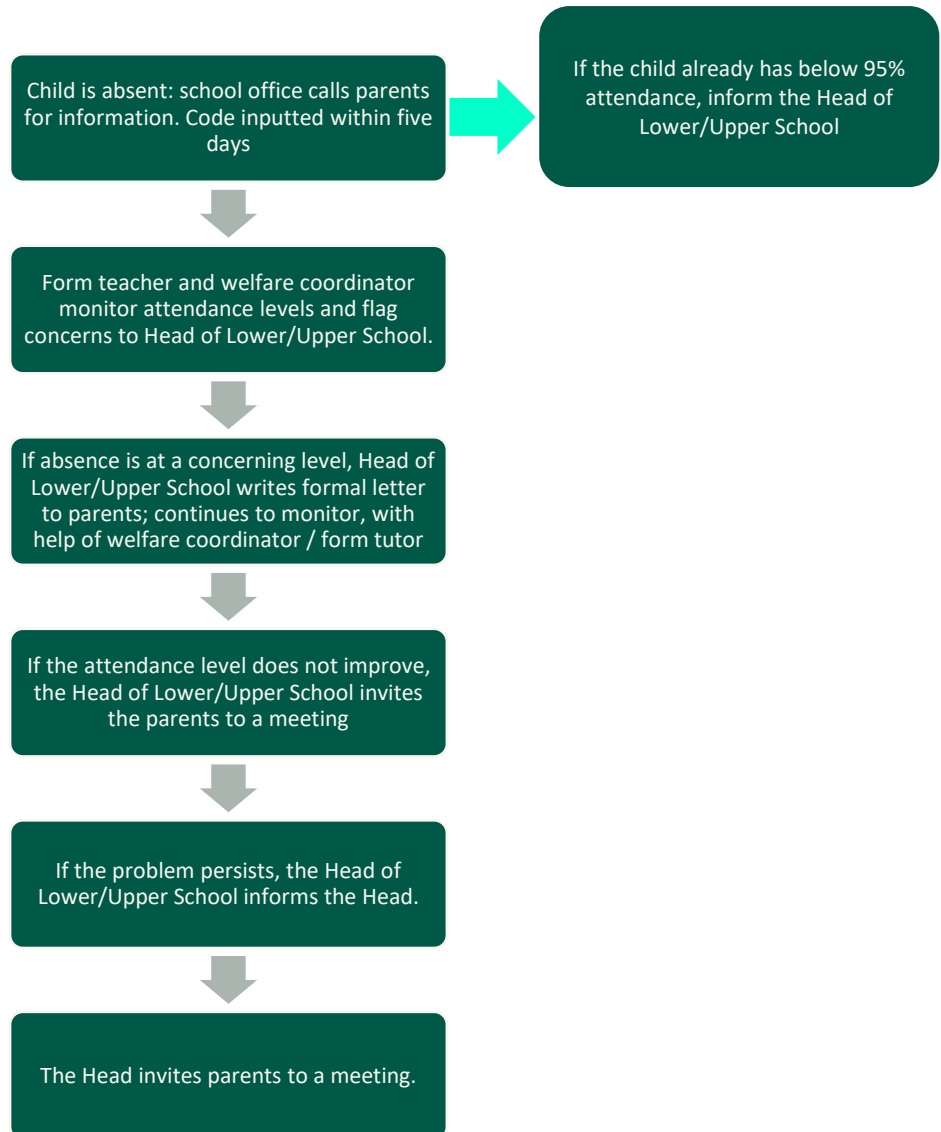 Child is absent: school office calls parents
for information. Code inputted within five
days
If the child already has below 95%
attendance, inform the Head of
Lower/Upper School
Form teacher and welfare coordinator
monitor attendance levels and flag
concerns to Head of Lower/Upper School.
If absence is at a concerning level, Head of
Lower/Upper School writes formal letter
to parents; continues to monitor, with
help of welfare coordinator / form tutor
If the attendance level does not improve,
the Head of Lower/Upper School invites
the parents to a meeting
If the problem persists, the Head of
Lower/Upper School informs the Head.
The Head invites parents to a meeting.